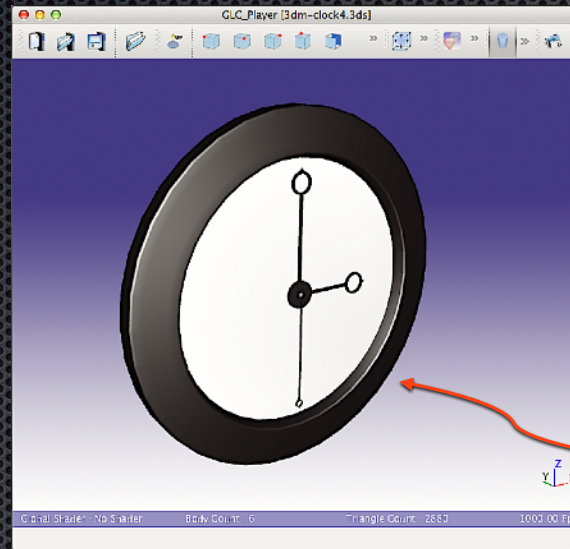 GLC_Player [3dm-clock4.3ds]
Z
Y
Global Shader : No Shader Body Count : 6 Triangle Count : 2880 1000.00 Fp